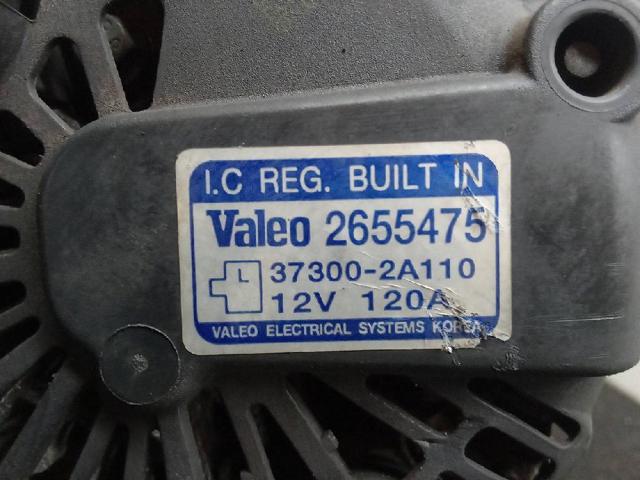 I.C REG. BUILT IN
Valeo 2655475
L 37300-2A110
12V 120A
VALEO ELECTRICAL SYSTEMS KOREA